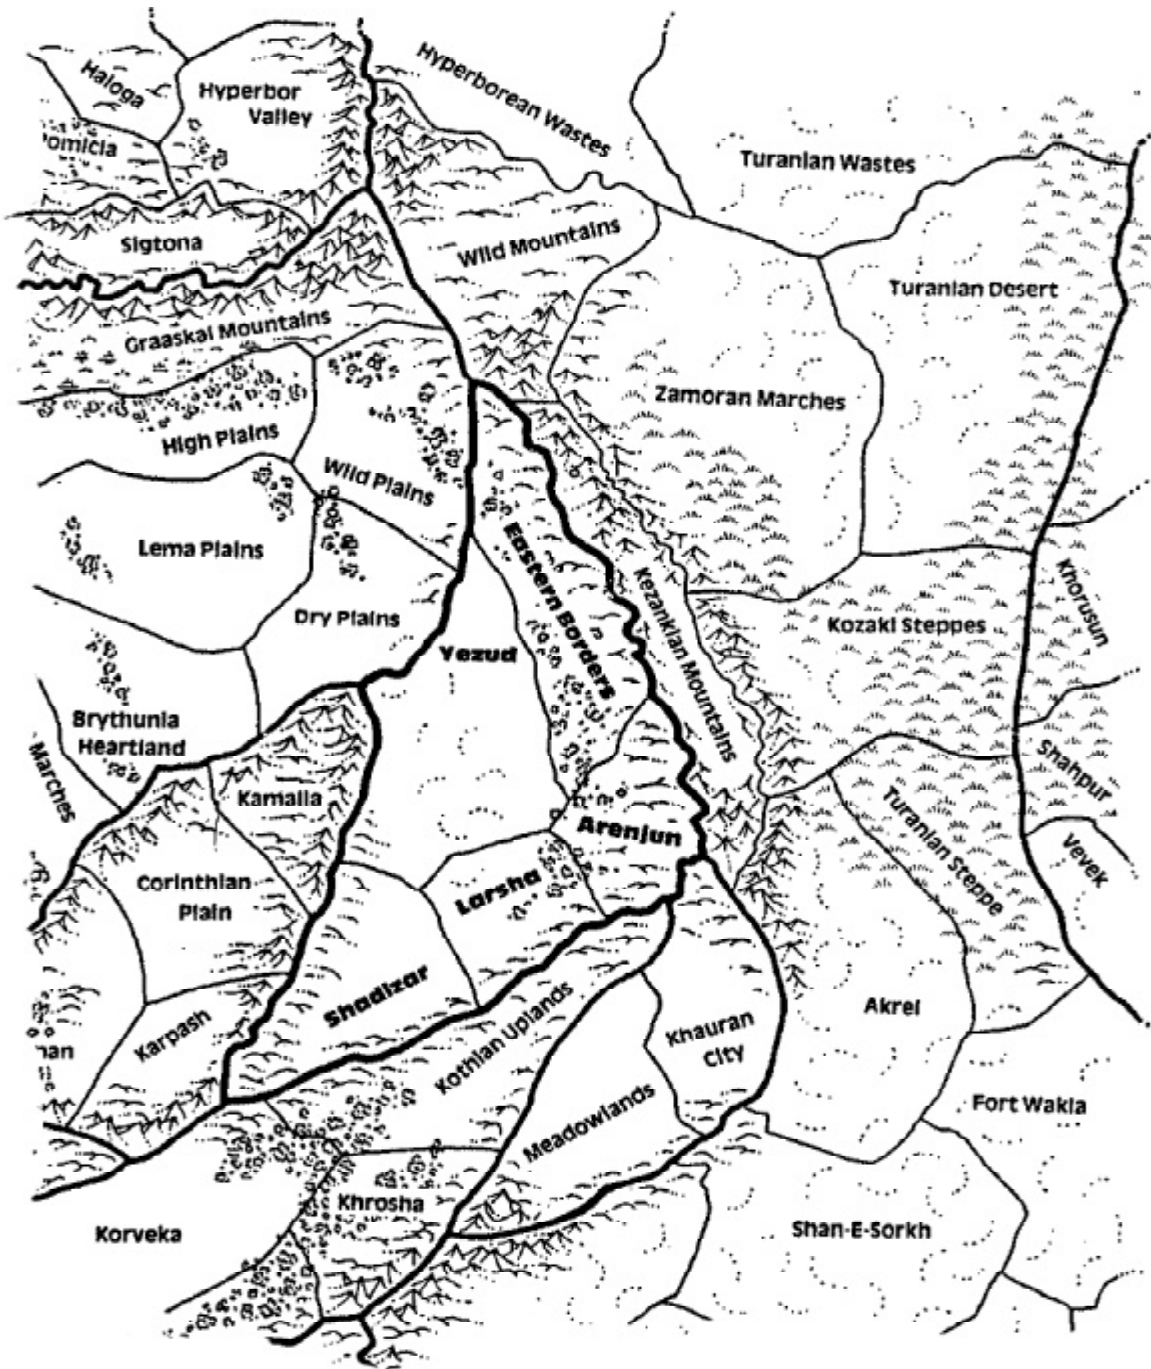 Hyperborean Wastes
Haloga
Hyperbor
Valley
omicia
Turanian Wastes
Sigtona
Wild Mountains
Turanian Desert
Graaskal Mountains
Zamoran Marches
High Plains
Wild Plains
Lema Plains
Eastern Borders
Kezankian Mountains
Khorusun
Dry Plains
Kozaki Steppes
Yezud
Brythunia
Heartland
Marches
Shahpur
Kamalia
Turanian Steppe
Arenjun
Vevek
Corinthian
Plain
Larsha
Shadizar
Akrel
Karpash
Kothian Uplands
Khauran
City
nan
Meadowlands
Fort Wakla
Khrosha
Korveka
Shan-E-Sorkh